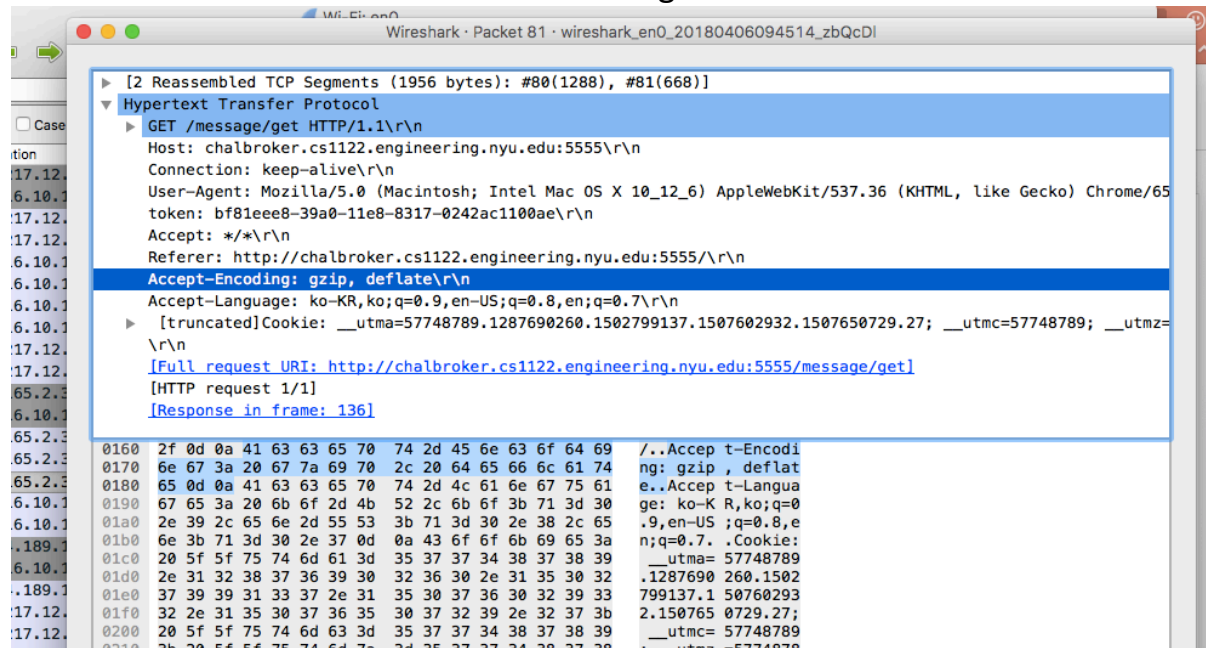 Wi-Fi: en0
Wireshark · Packet 81 · wireshark_en0_20180406094514_zbQcDl
[2 Reassembled TCP Segments (1956 bytes): #80(1288), #81(668)]
Hypertext Transfer Protocol
Case
GET /message/get HTTP/1.1\r\n
Host: chalbroker.cs1122.engineering.nyu.edu:5555\r\n
Connection: keep-alive\r\n
User-Agent: Mozilla/5.0 (Macintosh; Intel Mac OS X 10_12_6) AppleWebKit/537.36 (KHTML, like Gecko) Chrome/65
token: bf81eee8-39a0-11e8-8317-0242ac1100ae\r\n
Accept: */*\r\n
Referer: http://chalbroker.cs1122.engineering.nyu.edu:5555/\r\n
Accept-Encoding: gzip, deflate\r\n
Accept-Language: ko-KR,ko;q=0.9,en-US;q=0.8,en;q=0.7\r\n
[truncated]Cookie: __utma=57748789.1287690260.1502799137.1507602932.1507650729.27; __utmc=57748789; __utmz=
\r\n
[Full request URI: http://chalbroker.cs1122.engineering.nyu.edu:5555/message/get]
[HTTP request 1/1]
[Response in frame: 136]
0160 2f 0d 0a 41 63 63 65 70 74 2d 45 6e 63 6f 64 69 /..Accep t-Encodi
0170 6e 67 3a 20 67 7a 69 70 2c 20 64 65 66 6c 61 74 ng: gzip , deflat
0180 65 0d 0a 41 63 63 65 70 74 2d 4c 61 6e 67 75 61 e..Accep t-Langua
0190 67 65 3a 20 6b 6f 2d 4b 52 2c 6b 6f 3b 71 3d 30 ge: ko-K R,ko;q=0
01a0 2e 39 2c 65 6e 2d 55 53 3b 71 3d 30 2e 38 2c 65 .9,en-US ;q=0.8,e
01b0 6e 3b 71 3d 30 2e 37 0d 0a 43 6f 6f 6b 69 65 3a n;q=0.7. .Cookie:
01c0 20 5f 5f 75 74 6d 61 3d 35 37 37 34 38 37 38 39 __utma= 57748789
01d0 2e 31 32 38 37 36 39 30 32 36 30 2e 31 35 30 32 .1287690 260.1502
01e0 37 39 39 31 33 37 2e 31 35 30 37 36 30 32 39 33 799137.1 50760293
01f0 32 2e 31 35 30 37 36 35 30 37 32 39 2e 32 37 3b 2.150765 0729.27;
0200 20 5f 5f 75 74 6d 63 3d 35 37 37 34 38 37 38 39 __utmc= 57748789